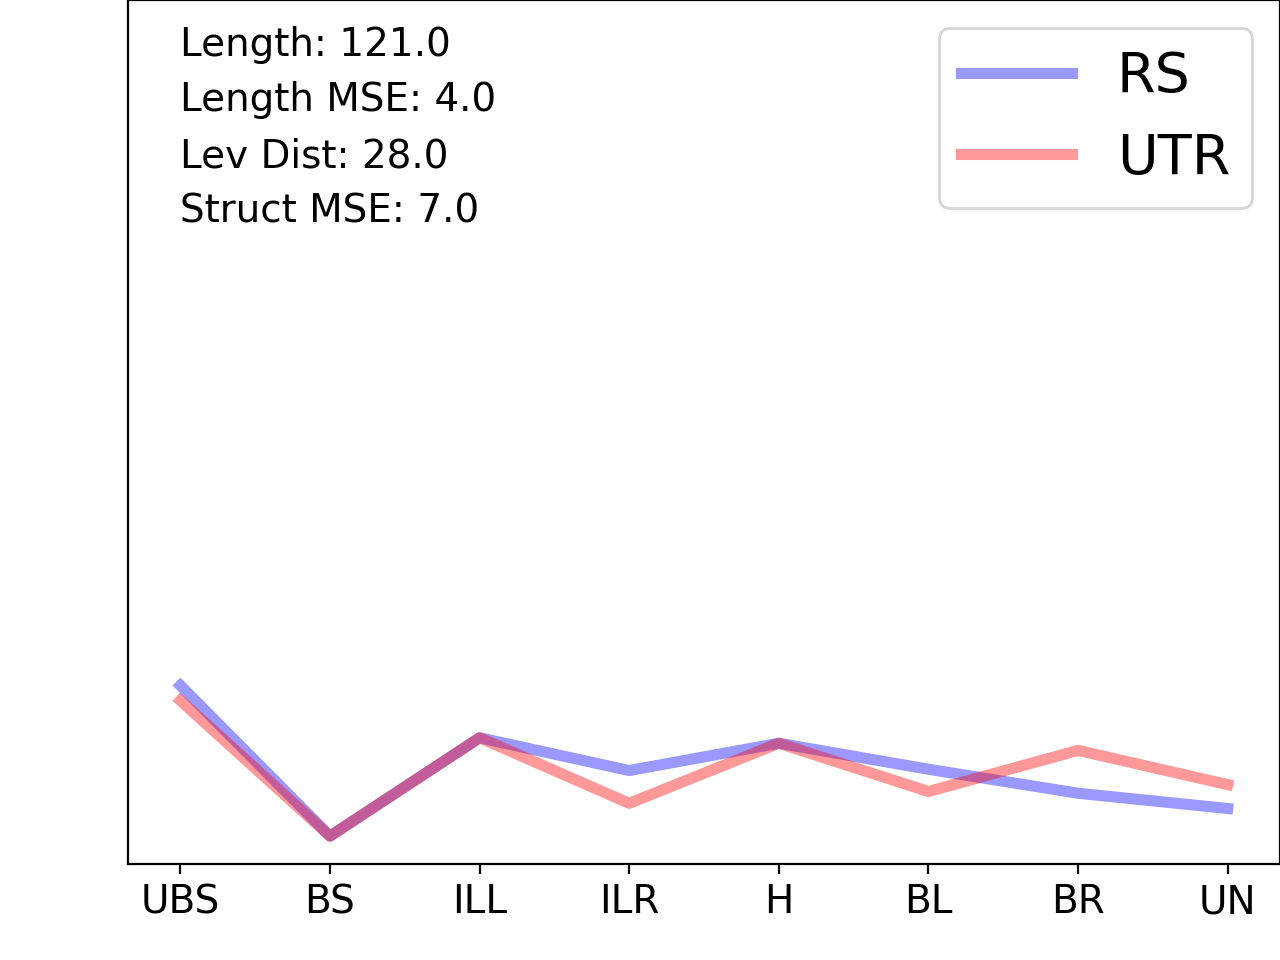 Length: 121.0
Length MSE: 4.0
Lev Dist: 28.0
Struct MSE: 7.0
RS
UTR
UBS
BS
ILL
ILR
H
BL
BR
UN